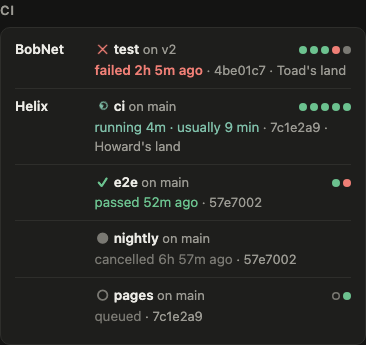 CI
BobNet
test on v2
failed 2h 5m ago · 4be01c7 · Toad's land
Helix
ci on main
running 4m · usually 9 min · 7c1e2a9 ·
Howard's land
e2e on main
passed 52m ago · 57e7002
nightly on main
cancelled 6h 57m ago · 57e7002
pages on main
queued · 7c1e2a9